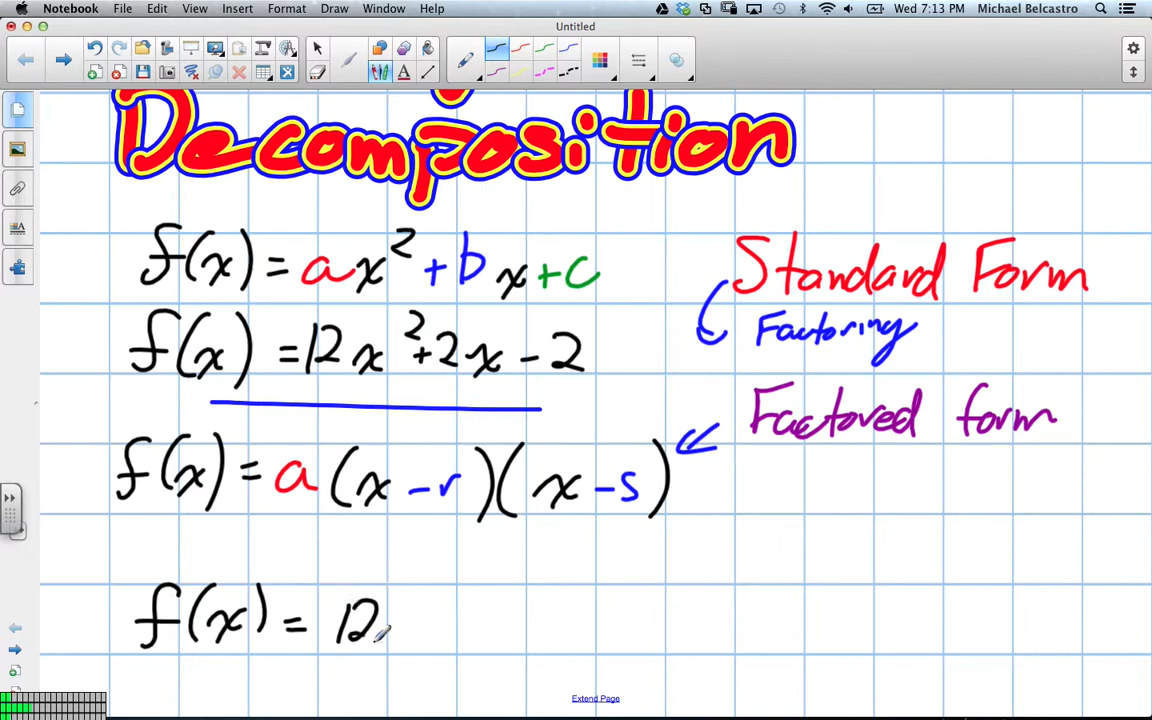 Notebook File Edit View Insert Format Draw Window Help Wed 7:13 PM Michael Belcastro
Untitled
Decomposition
f(x) = ax² + bx + c
Standard Form
Factoring
f(x) = 12x² + 2x - 2
Factored form
f(x) = a(x - r)(x - s)
f(x) = 12
Extend Page